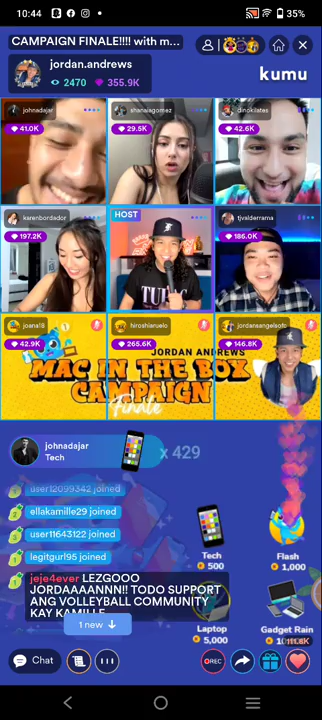 10:44
35%
CAMPAIGN FINALE!!!! with m...
jordan.andrews
2470 355.9K
kumu
johnadajar
41.0K
shanaiagomez
29.5K
dinoklistes
42.6K
karenbordador
197.2K
HOST
tjvalderrama
186.0K
joana18
42.9K
hiroshiaruelo
265.6K
jordansangelsofc
146.8K
JORDAN ANDREWS
MAC IN THE BOX
CAMPAIGN
Finale
johnadajar
Tech
x 429
user12099342 joined
ellakamille29 joined
user11643122 joined
legitgurl95 joined
jeje4ever LEZGOOO
JORDAAAANNN!! TODO SUPPORT
ANG VOLLEYBALL COMMUNITY
KAY KAMILLE
1 new
Tech
500
Flash
1,000
Laptop
5,000
Gadget Rain
Chat
REC